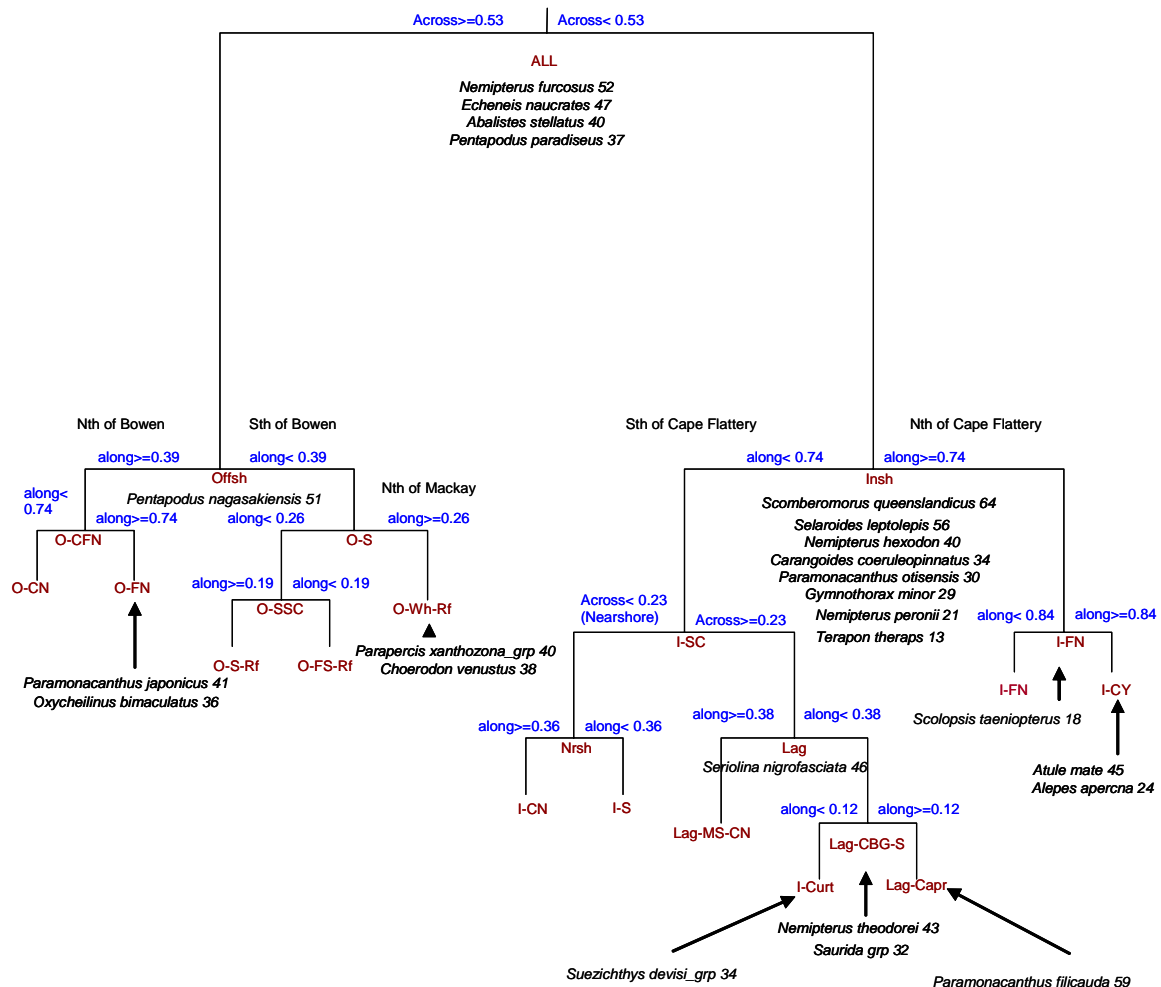 Across>=0.53 Across< 0.53
ALL
Nemipterus furcosus 52
Echeneis naucrates 47
Abalistes stellatus 40
Pentapodus paradiseus 37
Nth of Bowen Sth of Bowen Sth of Cape Flattery Nth of Cape Flattery
along>=0.39 along< 0.39 along< 0.74 along>=0.74
Offsh Insh
Nth of Mackay
along<
0.74
Pentapodus nagasakiensis 51
along>=0.74 along< 0.26 along>=0.26
O-CFN O-S
Scomberomorus queenslandicus 64
Selaroides leptolepis 56
Nemipterus hexodon 40
Carangoides coeruleopinnatus 34
Paramonacanthus otisensis 30
Gymnothorax minor 29
Nemipterus peronii 21
Terapon theraps 13
O-CN O-FN along>=0.19 along< 0.19
O-SSC O-Wh-Rf
Across< 0.23
(Nearshore)
Across>=0.23
along< 0.84 along>=0.84
I-SC I-FN
Parapercis xanthozona_grp 40
Choerodon venustus 38
O-S-Rf O-FS-Rf
Paramonacanthus japonicus 41
Oxycheilinus bimaculatus 36
I-FN I-CY
Scolopsis taeniopterus 18
along>=0.36 along< 0.36 along>=0.38 along< 0.38
Nrsh Lag
Seriolina nigrofasciata 46
Atule mate 45
Alepes apercna 24
I-CN I-S
along< 0.12 along>=0.12
Lag-MS-CN
Lag-CBG-S
I-Curt Lag-Capr
Nemipterus theodorei 43
Saurida grp 32
Suezichthys devisi_grp 34
Paramonacanthus filicauda 59